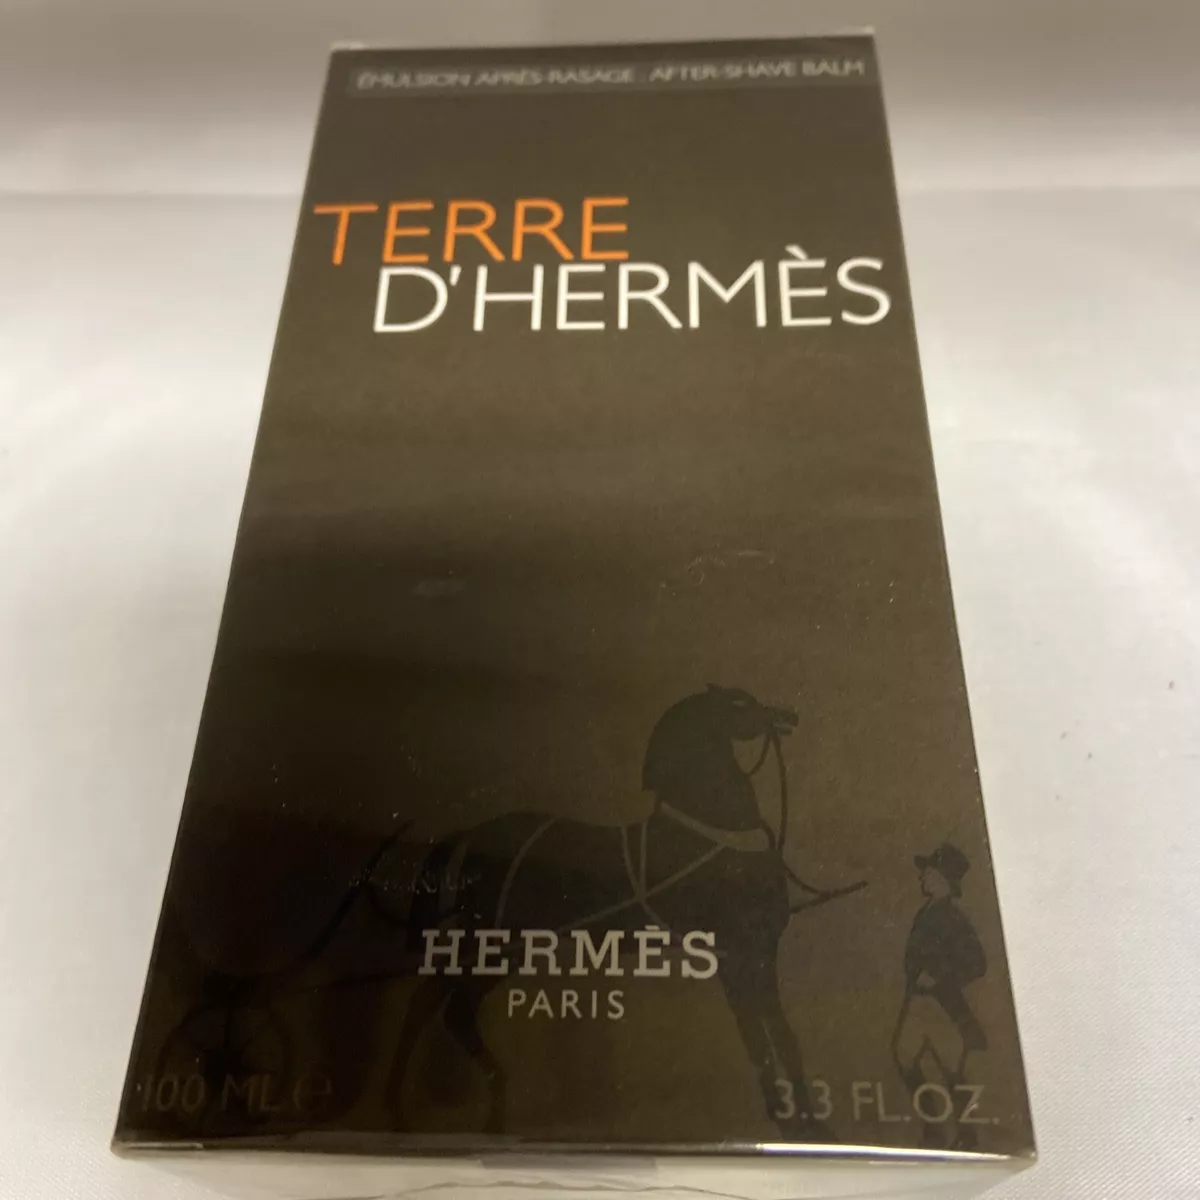 ÉMULSION APRÈS-RASAGE . AFTER-SHAVE BALM
TERRE
D'HERMÈS
HERMÈS
PARIS
100 ML ℮ 3.3 FL.OZ.